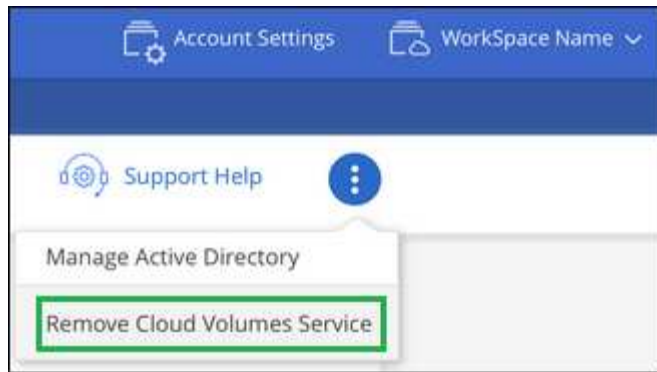 Account Settings
WorkSpace Name
Support Help
Manage Active Directory
Remove Cloud Volumes Service